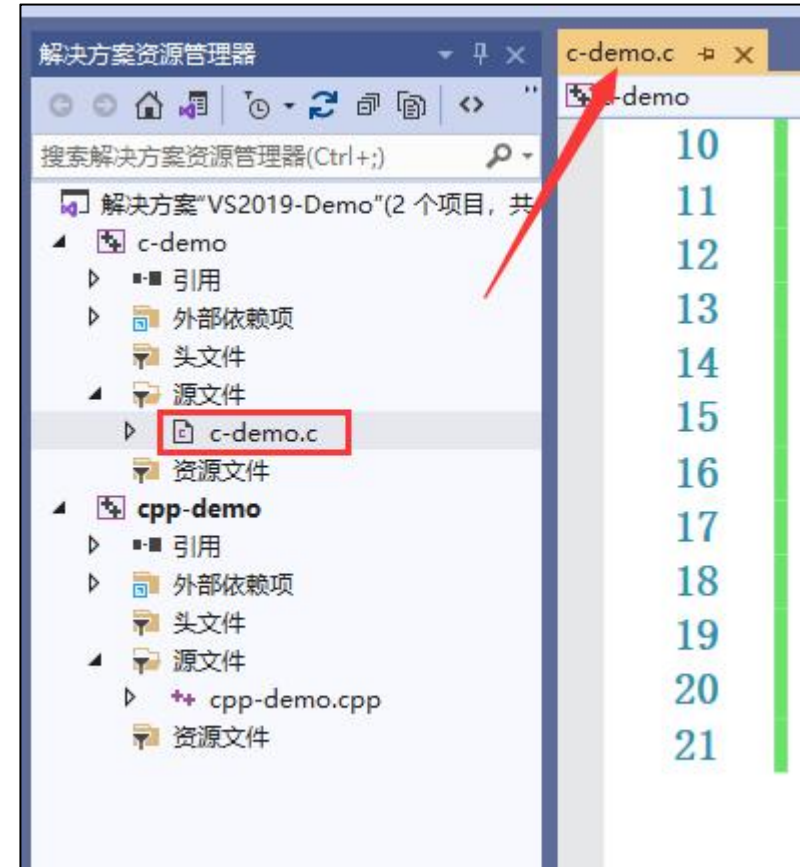 解决方案资源管理器
搜索解决方案资源管理器(Ctrl+;)
解决方案"VS2019-Demo"(2 个项目, 共
c-demo
引用
外部依赖项
头文件
源文件
c-demo.c
资源文件
cpp-demo
引用
外部依赖项
头文件
源文件
cpp-demo.cpp
资源文件
c-demo.c
-demo
10
11
12
13
14
15
16
17
18
19
20
21